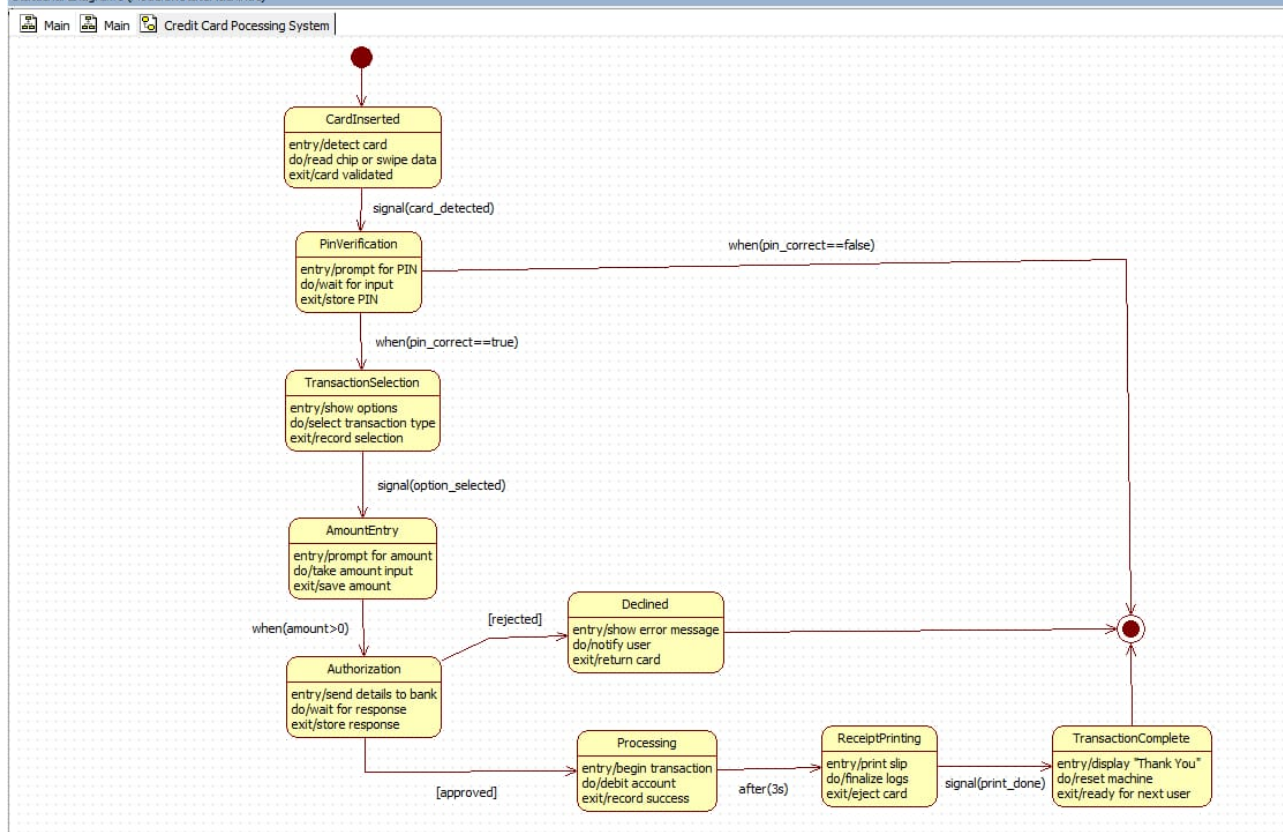 Main Main Credit Card Pocessing System
CardInserted
entry/detect card
do/read chip or swipe data
exit/card validated
signal(card_detected)
PinVerification
entry/prompt for PIN
do/wait for input
exit/store PIN
when(pin_correct==false)
when(pin_correct==true)
TransactionSelection
entry/show options
do/select transaction type
exit/record selection
signal(option_selected)
AmountEntry
entry/prompt for amount
do/take amount input
exit/save amount
when(amount>0)
[rejected]
Declined
entry/show error message
do/notify user
exit/return card
Authorization
entry/send details to bank
do/wait for response
exit/store response
[approved]
Processing
entry/begin transaction
do/debit account
exit/record success
after(3s)
ReceiptPrinting
entry/print slip
do/finalize logs
exit/eject card
signal(print_done)
TransactionComplete
entry/display "Thank You"
do/reset machine
exit/ready for next user